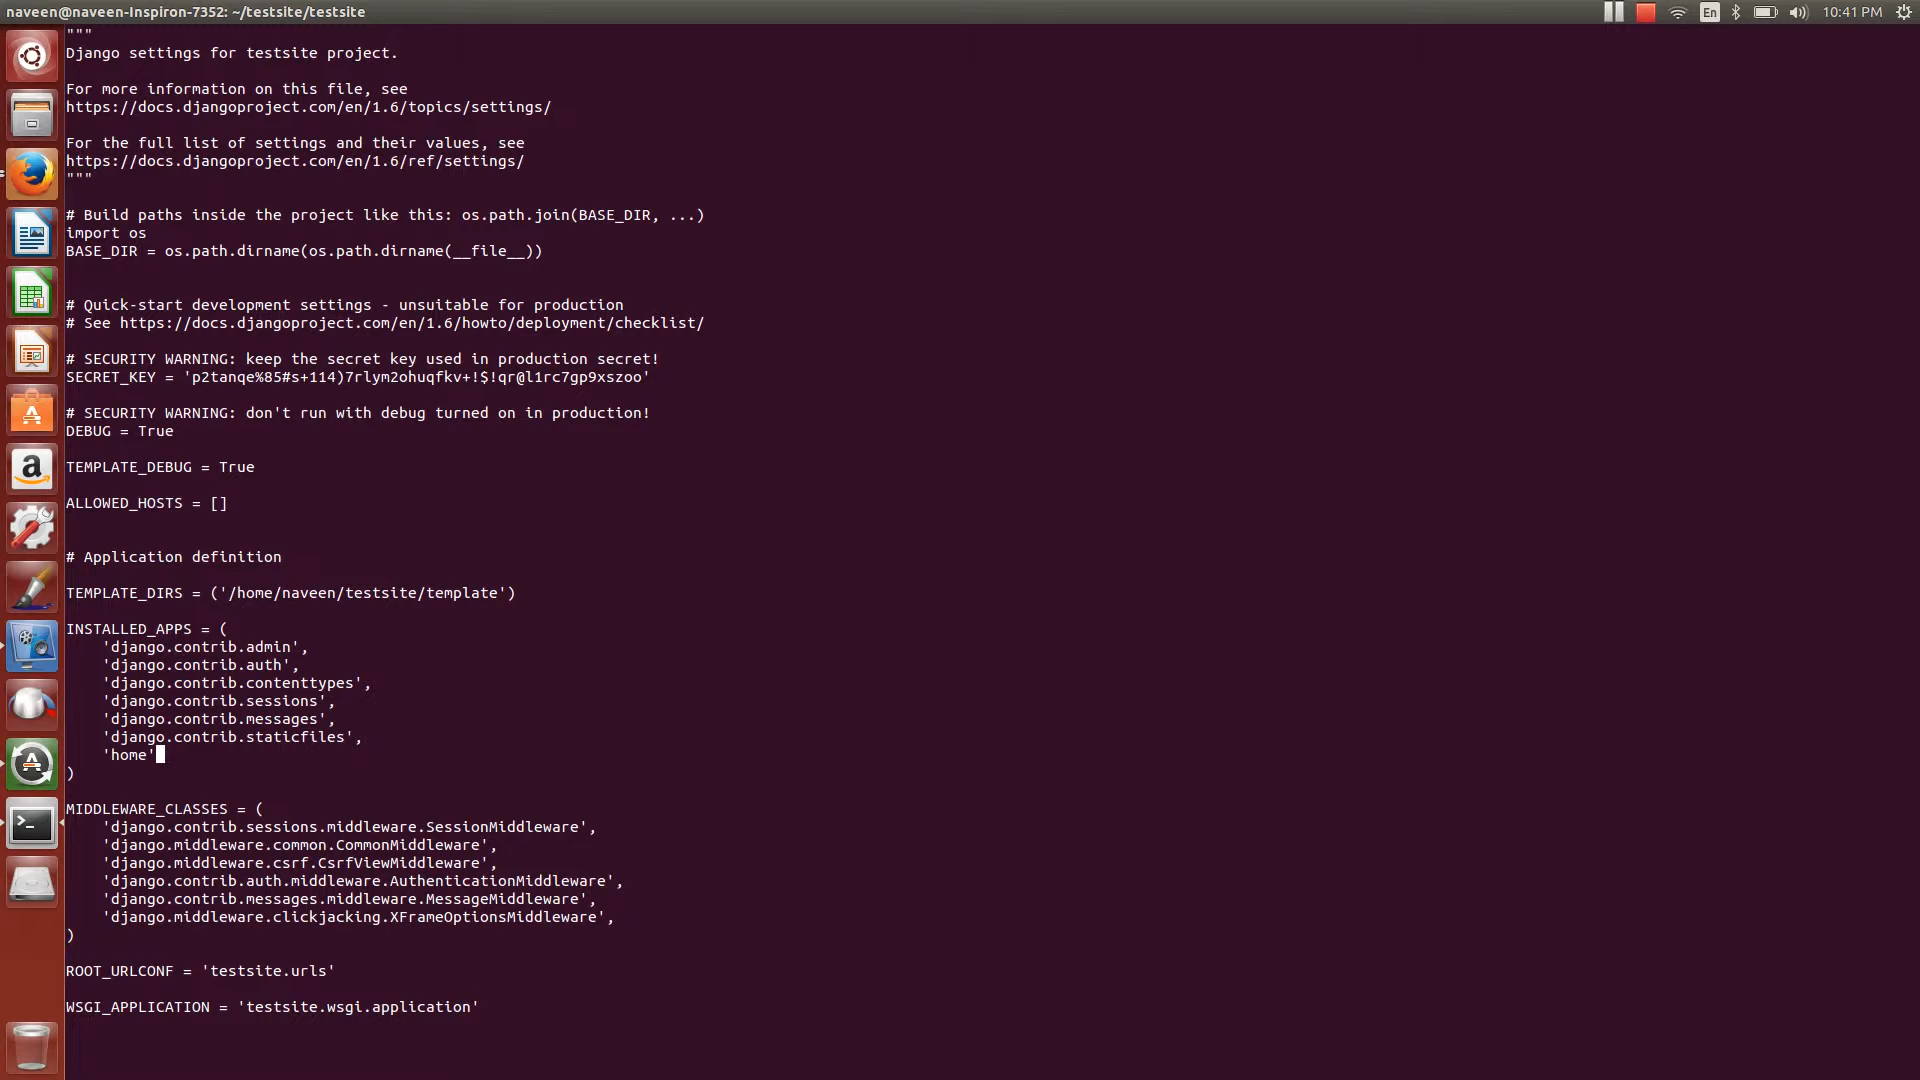 naveen@naveen-Inspiron-7352: ~/testsite/testsite
En
10:41 PM
"""
Django settings for testsite project.
For more information on this file, see
https://docs.djangoproject.com/en/1.6/topics/settings/
For the full list of settings and their values, see
https://docs.djangoproject.com/en/1.6/ref/settings/
"""
# Build paths inside the project like this: os.path.join(BASE_DIR, ...)
import os
BASE_DIR = os.path.dirname(os.path.dirname(__file__))
# Quick-start development settings - unsuitable for production
# See https://docs.djangoproject.com/en/1.6/howto/deployment/checklist/
# SECURITY WARNING: keep the secret key used in production secret!
SECRET_KEY = 'p2tanqe%85#s+114)7rlym2ohuqfkv+!$!qr@l1rc7gp9xszoo'
# SECURITY WARNING: don't run with debug turned on in production!
DEBUG = True
TEMPLATE_DEBUG = True
ALLOWED_HOSTS = []
# Application definition
TEMPLATE_DIRS = ('/home/naveen/testsite/template')
INSTALLED_APPS = (
    'django.contrib.admin',
    'django.contrib.auth',
    'django.contrib.contenttypes',
    'django.contrib.sessions',
    'django.contrib.messages',
    'django.contrib.staticfiles',
    'home'
)
MIDDLEWARE_CLASSES = (
    'django.contrib.sessions.middleware.SessionMiddleware',
    'django.middleware.common.CommonMiddleware',
    'django.middleware.csrf.CsrfViewMiddleware',
    'django.contrib.auth.middleware.AuthenticationMiddleware',
    'django.contrib.messages.middleware.MessageMiddleware',
    'django.middleware.clickjacking.XFrameOptionsMiddleware',
)
ROOT_URLCONF = 'testsite.urls'
WSGI_APPLICATION = 'testsite.wsgi.application'